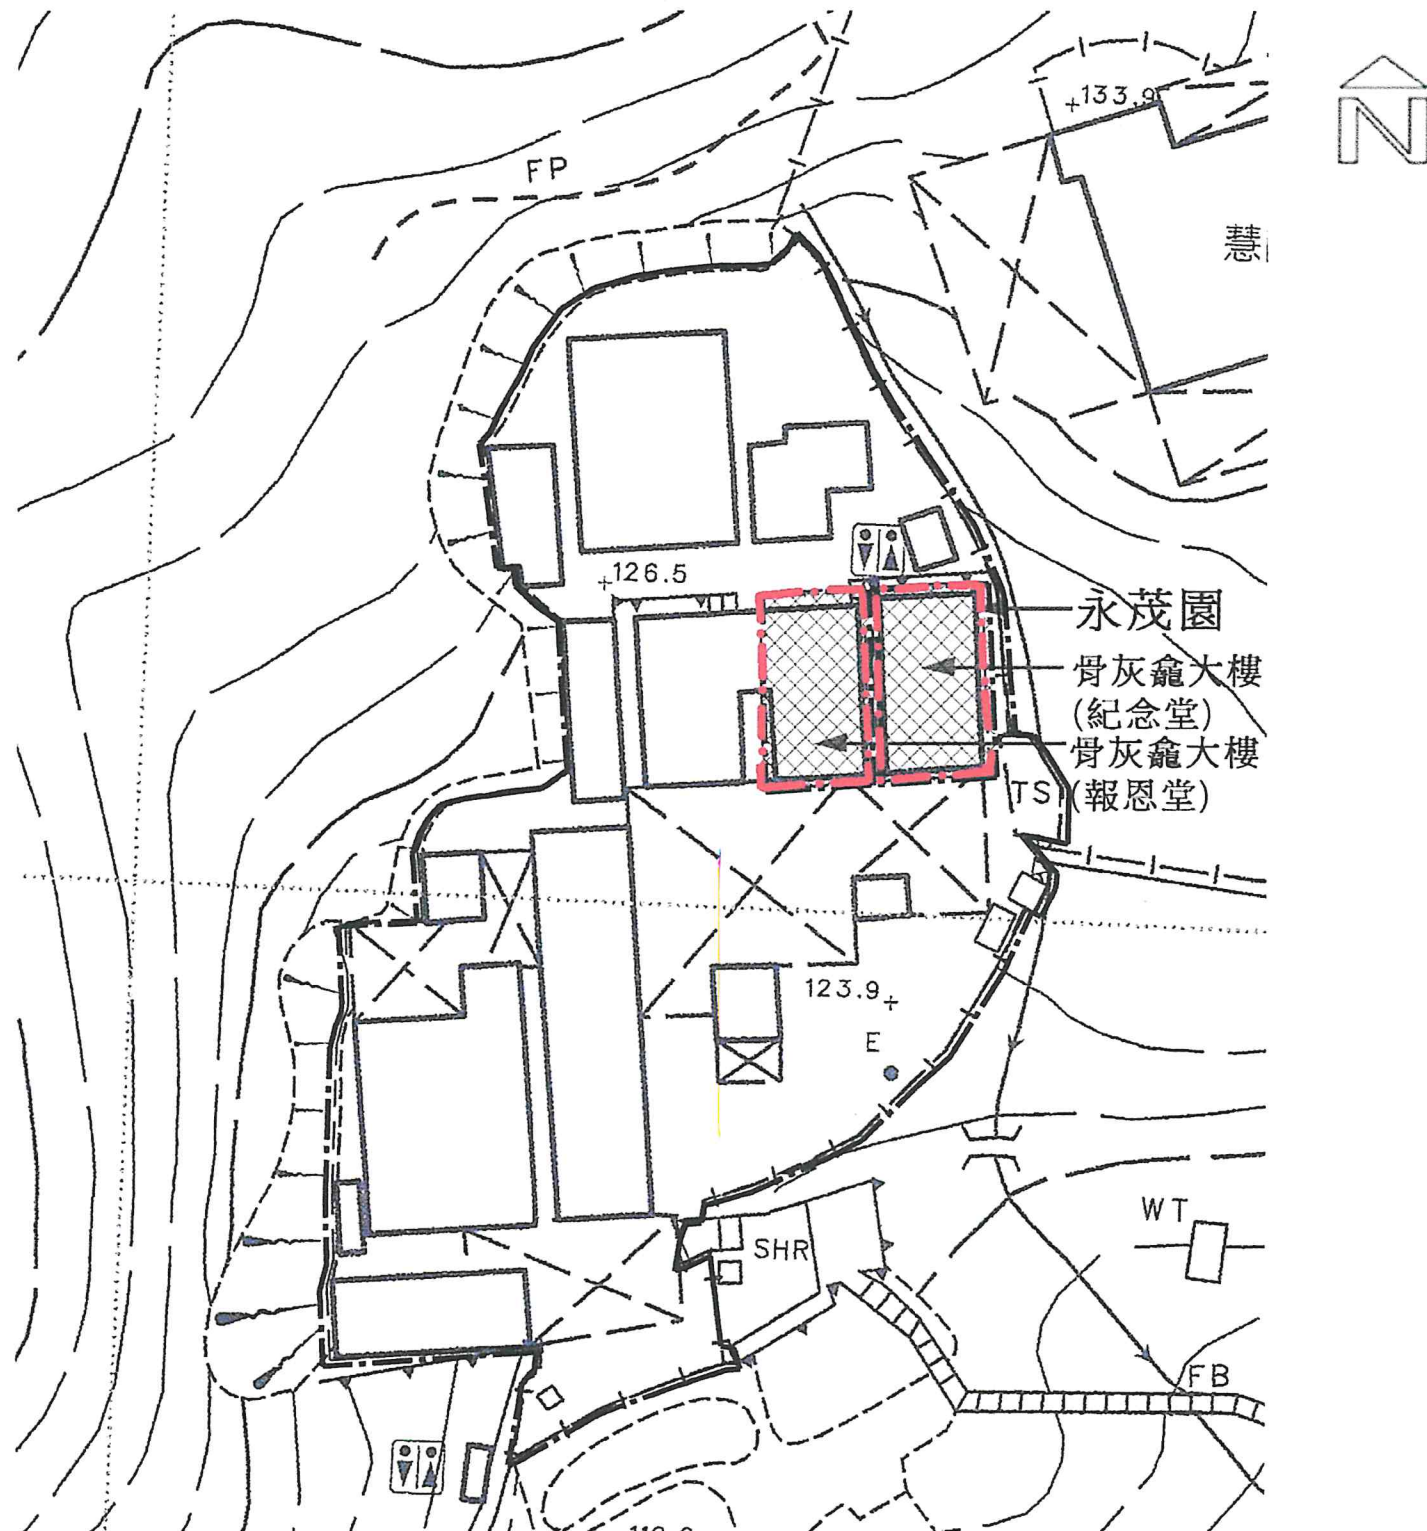 N
+133.9
FP
慧
+126.5
永茂園
骨灰龕大樓
(紀念堂)
骨灰龕大樓
(報恩堂)
TS
123.9+
E
WT
SHR
FB